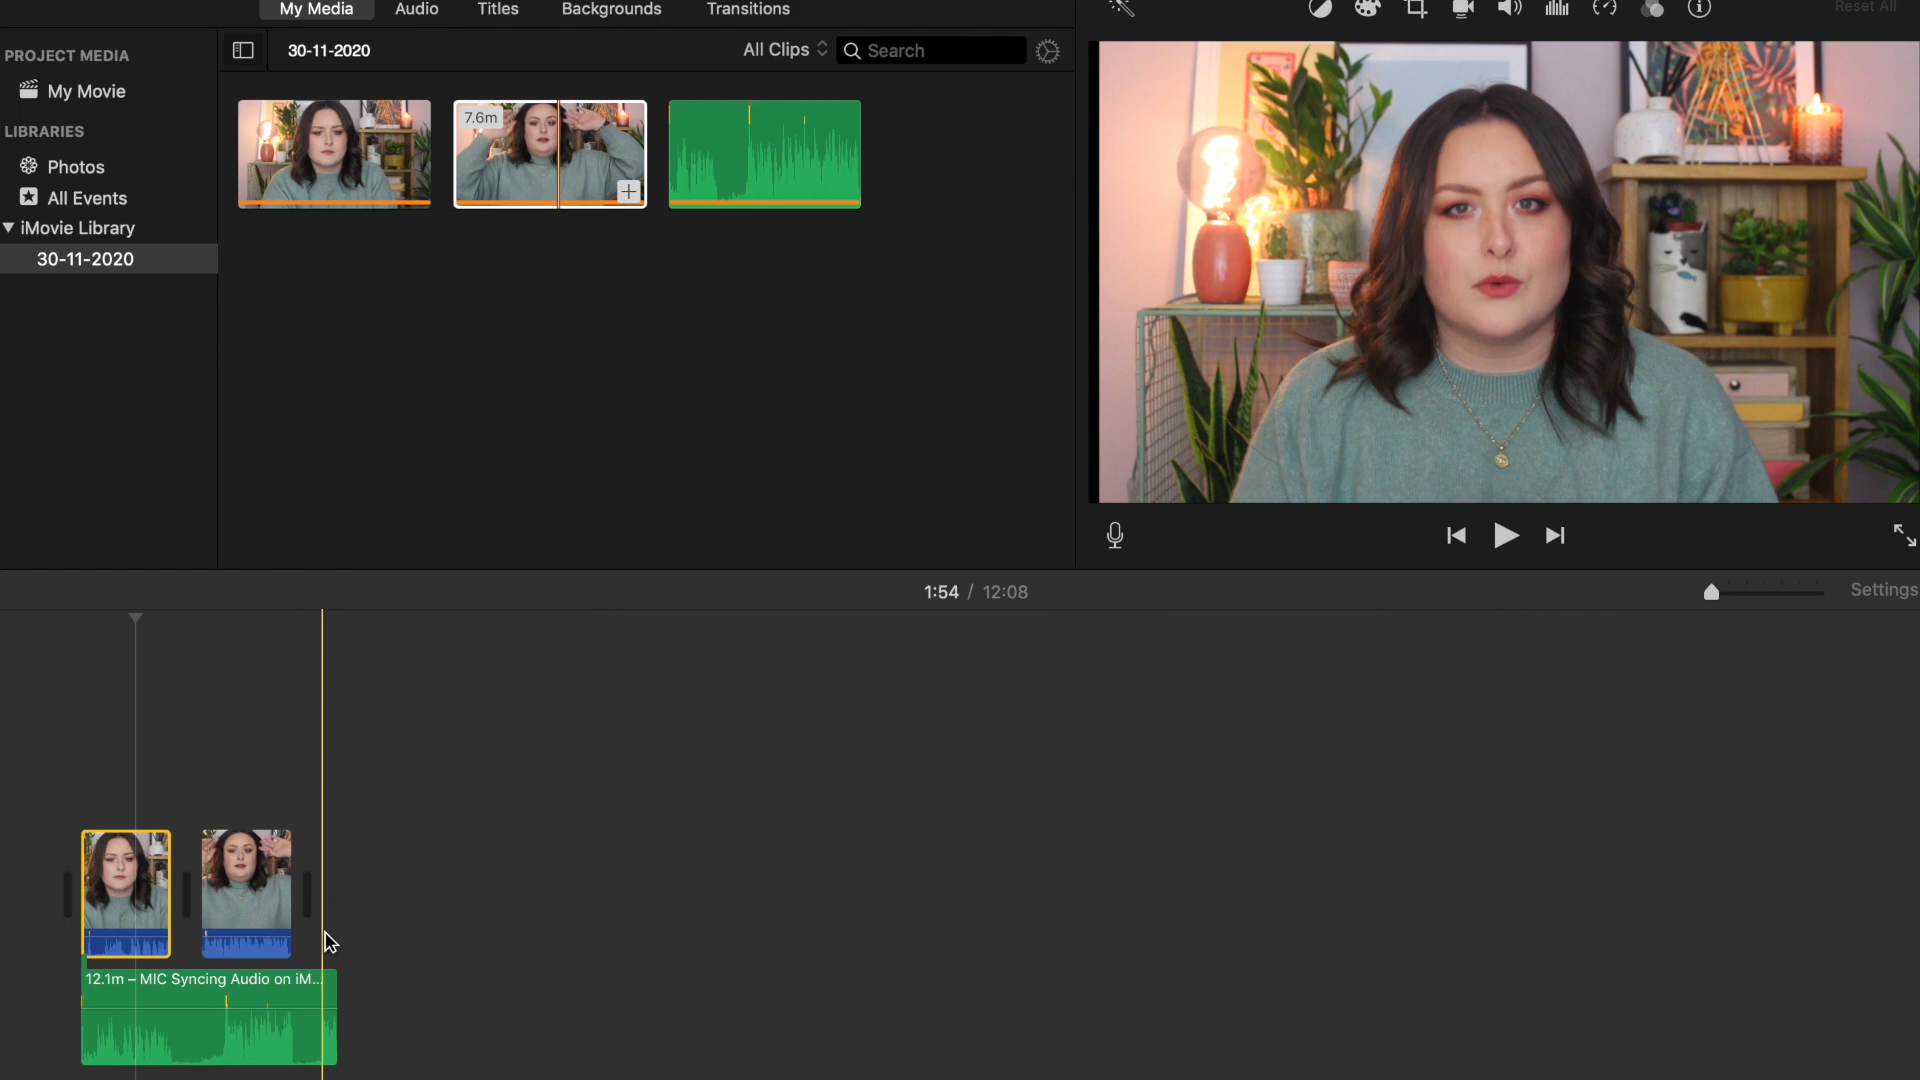 My Media
Audio
Titles
Backgrounds
Transitions
Reset All
PROJECT MEDIA
My Movie
LIBRARIES
Photos
All Events
iMovie Library
30-11-2020
30-11-2020
All Clips
Search
7.6m
1:54 / 12:08
Settings
12.1m – MIC Syncing Audio on iM...